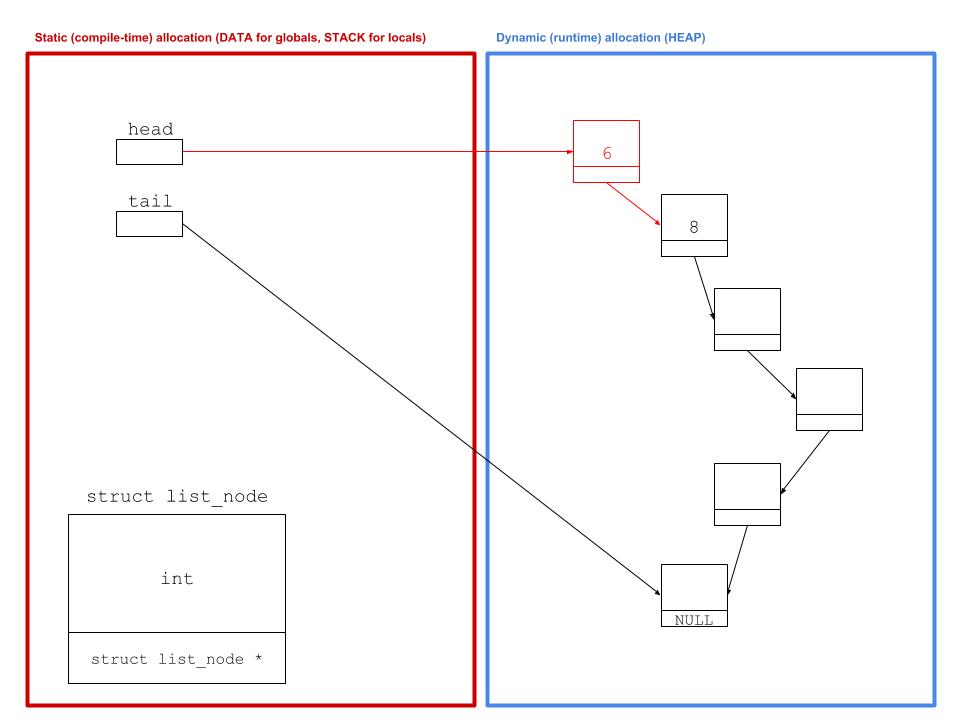 Static (compile-time) allocation (DATA for globals, STACK for locals)
Dynamic (runtime) allocation (HEAP)
head
6
tail
8
struct list_node
int
NULL
struct list_node *